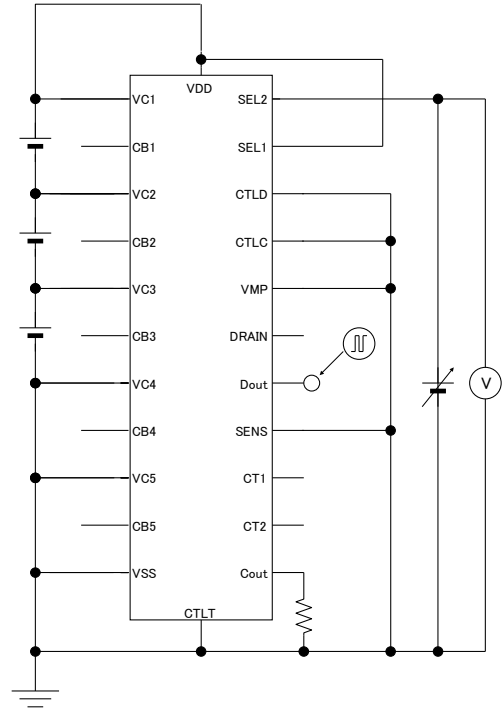 VDD
VC1
SEL2
CB1
SEL1
VC2
CTLD
CB2
CTLC
VC3
VMP
CB3
DRAIN
VC4
Dout
CB4
SENS
VC5
CT1
CB5
CT2
VSS
Cout
CTLT
V